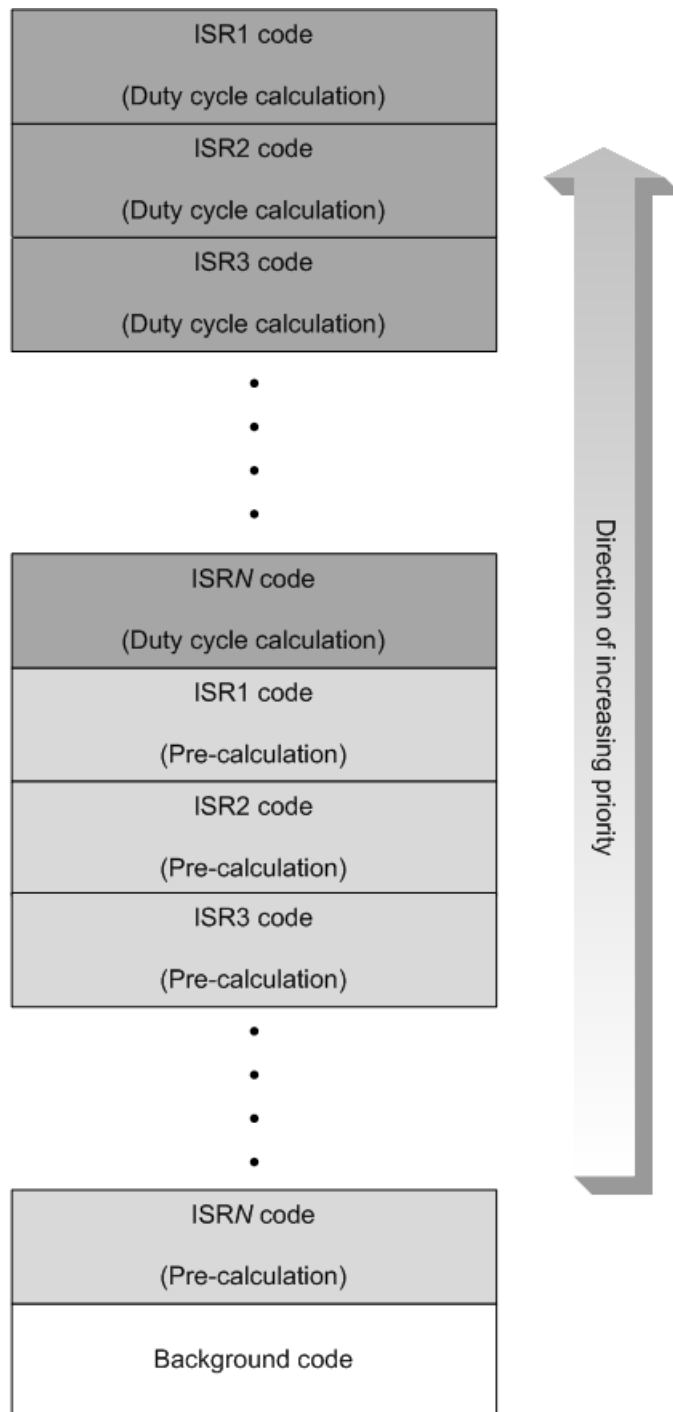 ISR1 code
(Duty cycle calculation)
ISR2 code
(Duty cycle calculation)
ISR3 code
(Duty cycle calculation)
ISRN code
(Duty cycle calculation)
ISR1 code
(Pre-calculation)
ISR2 code
(Pre-calculation)
ISR3 code
(Pre-calculation)
ISRN code
(Pre-calculation)
Background code
Direction of increasing priority